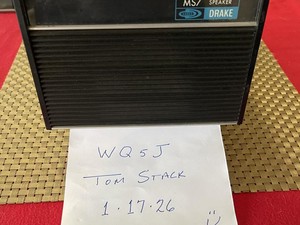 MS7 SPEAKER
DRAKE
WQ5J
TOM STACK
1·17·26